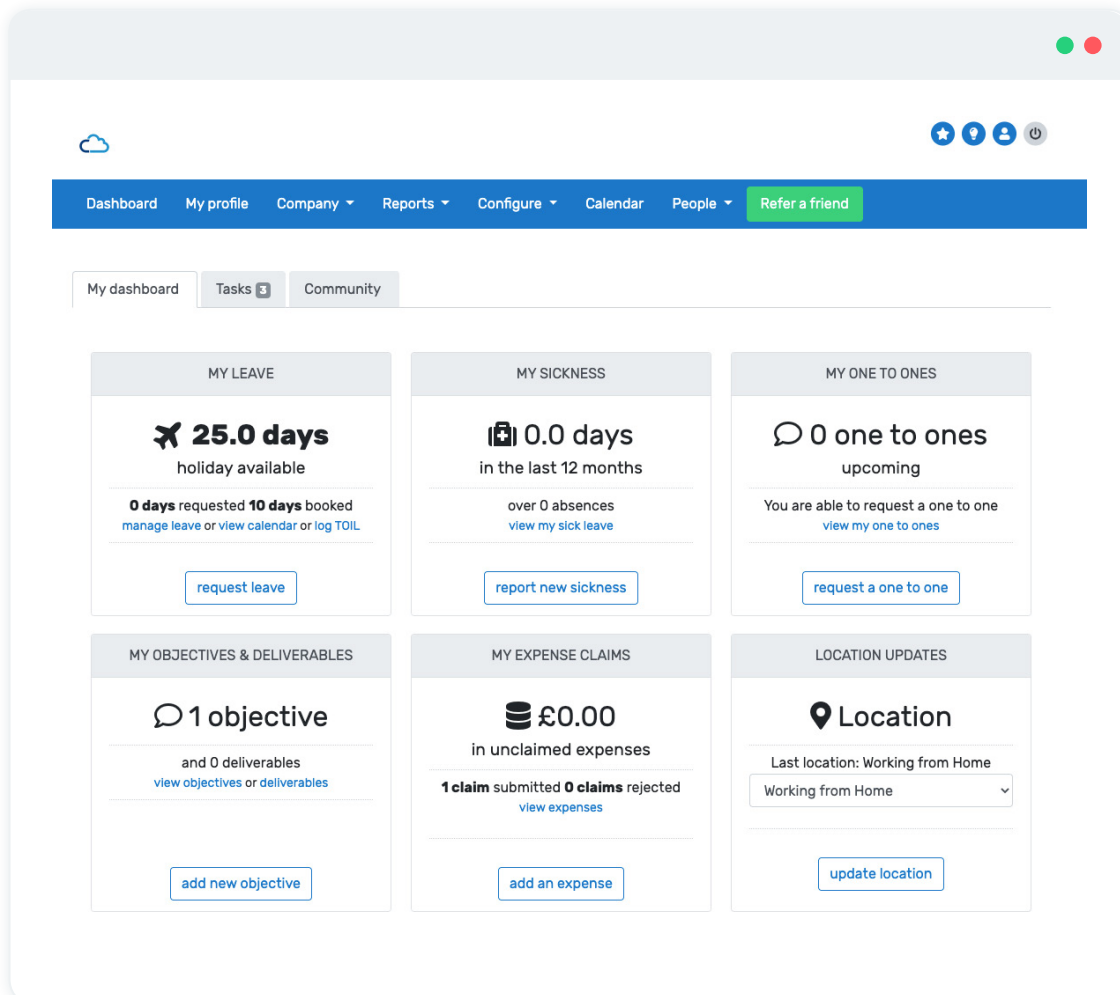 Dashboard My profile Company Reports Configure Calendar People Refer a friend
My dashboard Tasks 3 Community
MY LEAVE
25.0 days
holiday available
0 days requested 10 days booked
manage leave or view calendar or log TOIL
request leave
MY SICKNESS
0.0 days
in the last 12 months
over 0 absences
view my sick leave
report new sickness
MY ONE TO ONES
0 one to ones
upcoming
You are able to request a one to one
view my one to ones
request a one to one
MY OBJECTIVES & DELIVERABLES
1 objective
and 0 deliverables
view objectives or deliverables
add new objective
MY EXPENSE CLAIMS
£0.00
in unclaimed expenses
1 claim submitted 0 claims rejected
view expenses
add an expense
LOCATION UPDATES
Location
Last location: Working from Home
Working from Home
update location